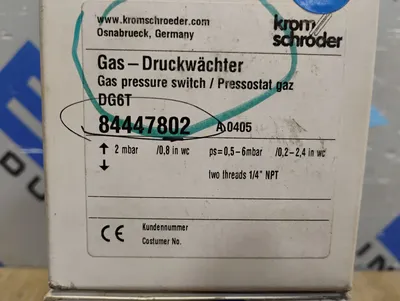 www.kromschroeder.com
Osnabrueck, Germany
krom
schröder
Gas – Druckwächter
Gas pressure switch / Pressostat gaz
DG6T
84447802 A0405
↑ 2 mbar /0,8 in wc ps=0,5-6mbar /0,2-2,4 in wc
↓
two threads 1/4" NPT
CE Kundennummer
Costumer No.